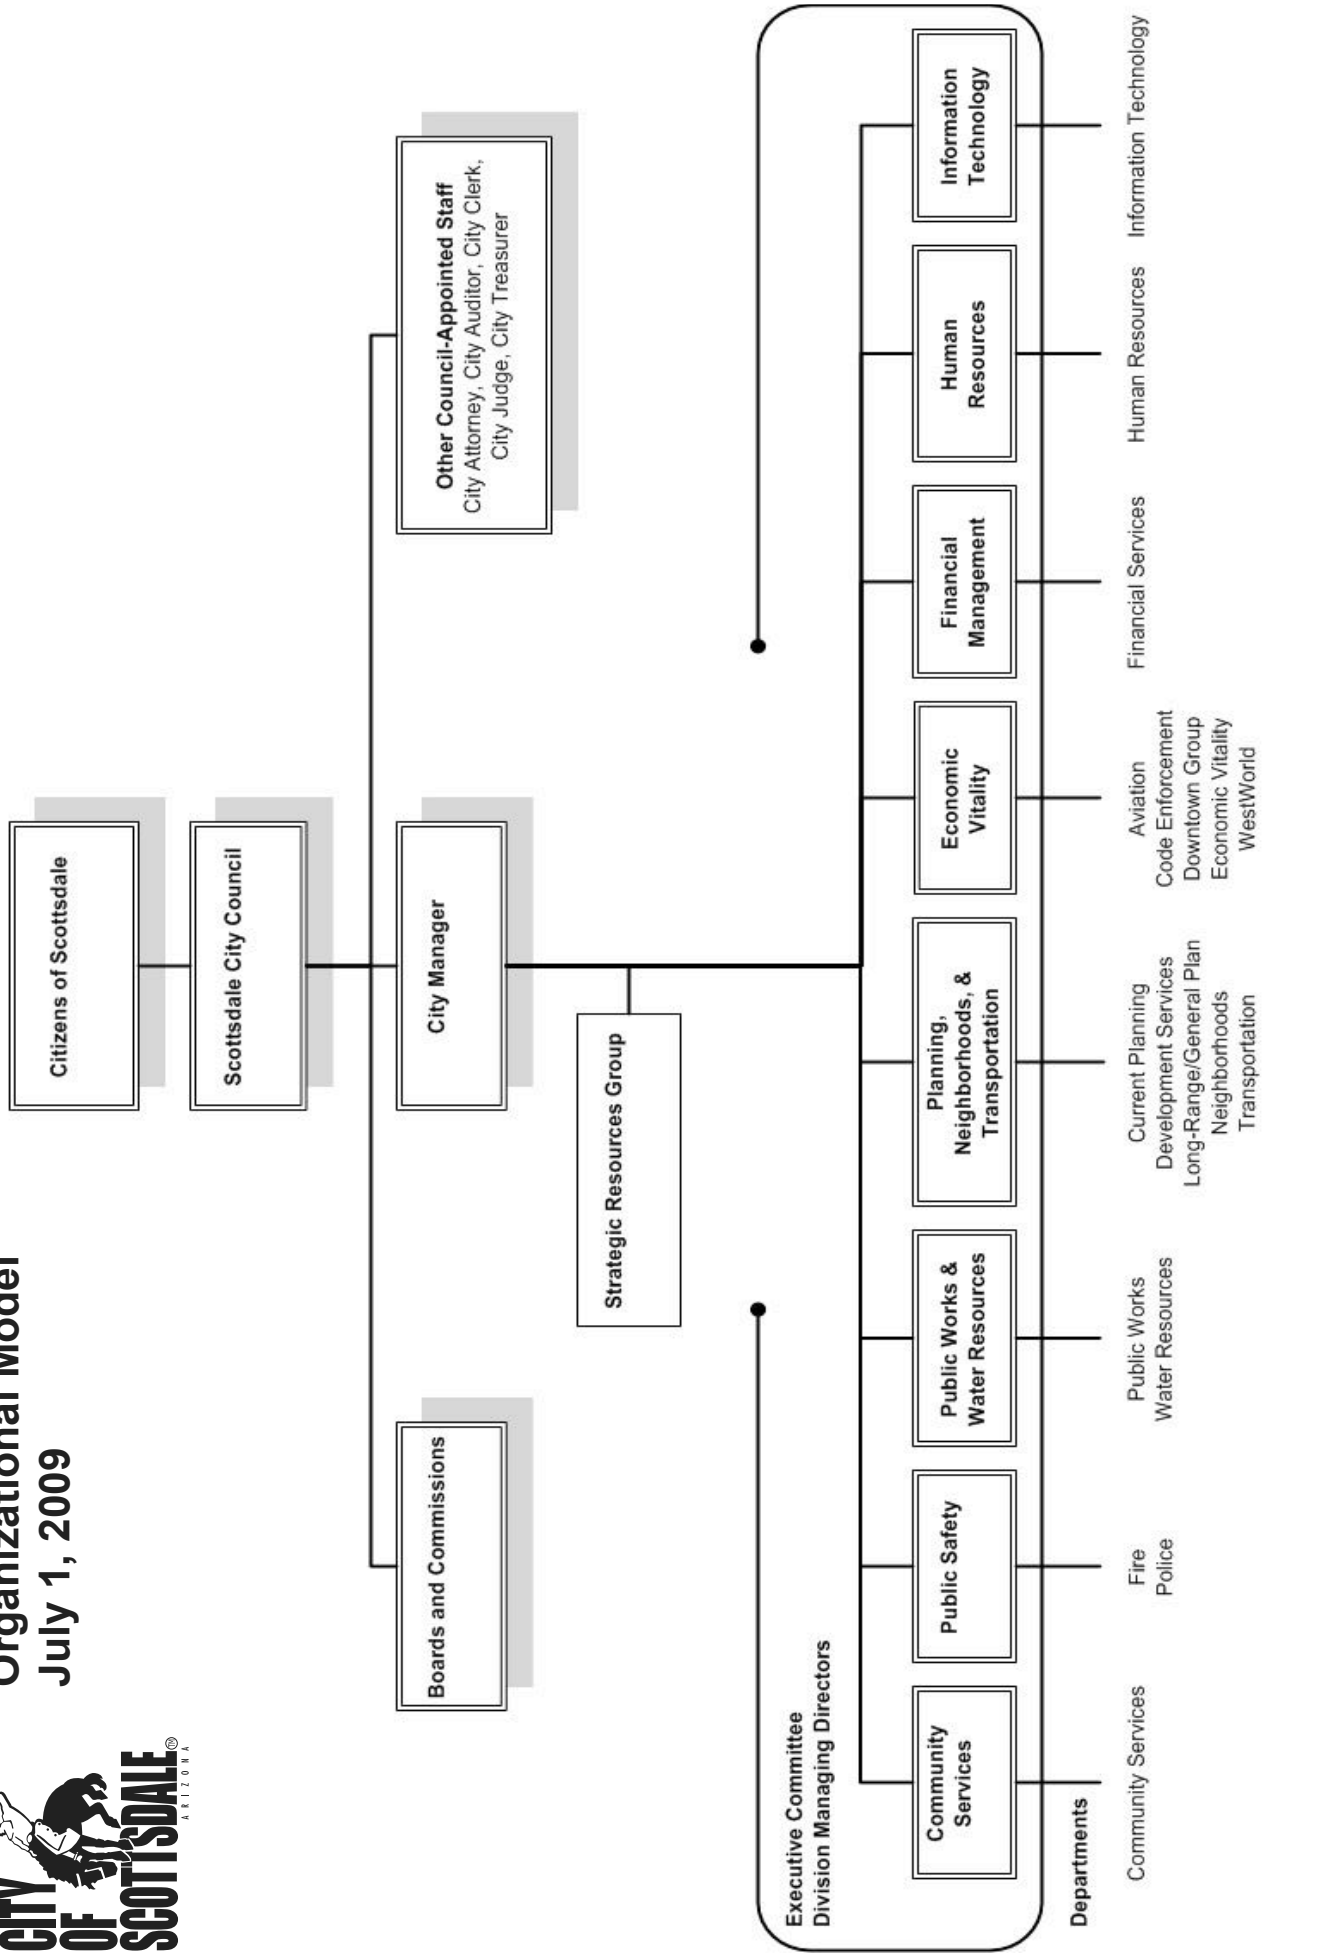 CITY
OF
SCOTTSDALE
TM
ARIZONA
Organizational Model
July 1, 2009
Citizens of Scottsdale
Scottsdale City Council
Boards and Commissions
City Manager
Other Council-Appointed Staff
City Attorney, City Auditor, City Clerk,
City Judge, City Treasurer
Strategic Resources Group
Executive Committee
Division Managing Directors
Community
Services
Public Safety
Public Works &
Water Resources
Planning,
Neighborhoods, &
Transportation
Economic
Vitality
Financial
Management
Human
Resources
Information
Technology
Departments
Community Services
Fire
Police
Public Works
Water Resources
Current Planning
Development Services
Long-Range/General Plan
Neighborhoods
Transportation
Aviation
Code Enforcement
Downtown Group
Economic Vitality
WestWorld
Financial Services
Human Resources
Information Technology